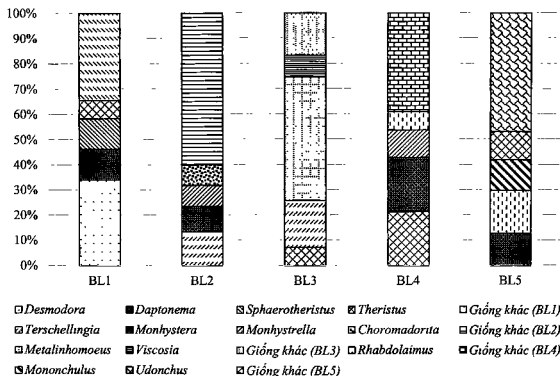 100%
90%
80%
70%
60%
50%
40%
30%
20%
10%
0%
BL1 BL2 BL3 BL4 BL5
Desmodora Daptonema Sphaerotheristus Theristus Giống khác (BL1)
Terschellingia Monhystera Monhystrella Choromadorita Giống khác (BL2)
Metalinhomoeus Viscosia Giống khác (BL3) Rhabdolaimus Giống khác (BL4)
Mononchulus Udonchus Giống khác (BL5)